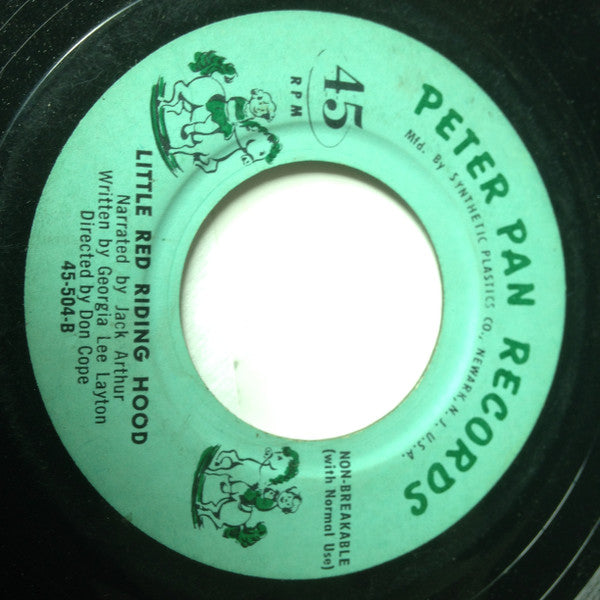 PETER PAN RECORDS
Mfd. By SYNTHETIC PLASTICS CO., NEWARK, N.J. U.S.A.
45
RPM
NON-BREAKABLE
(with Normal Use)
LITTLE RED RIDING HOOD
Narrated by Jack Arthur
Written by Georgia Lee Layton
Directed by Don Cope
45-504-B